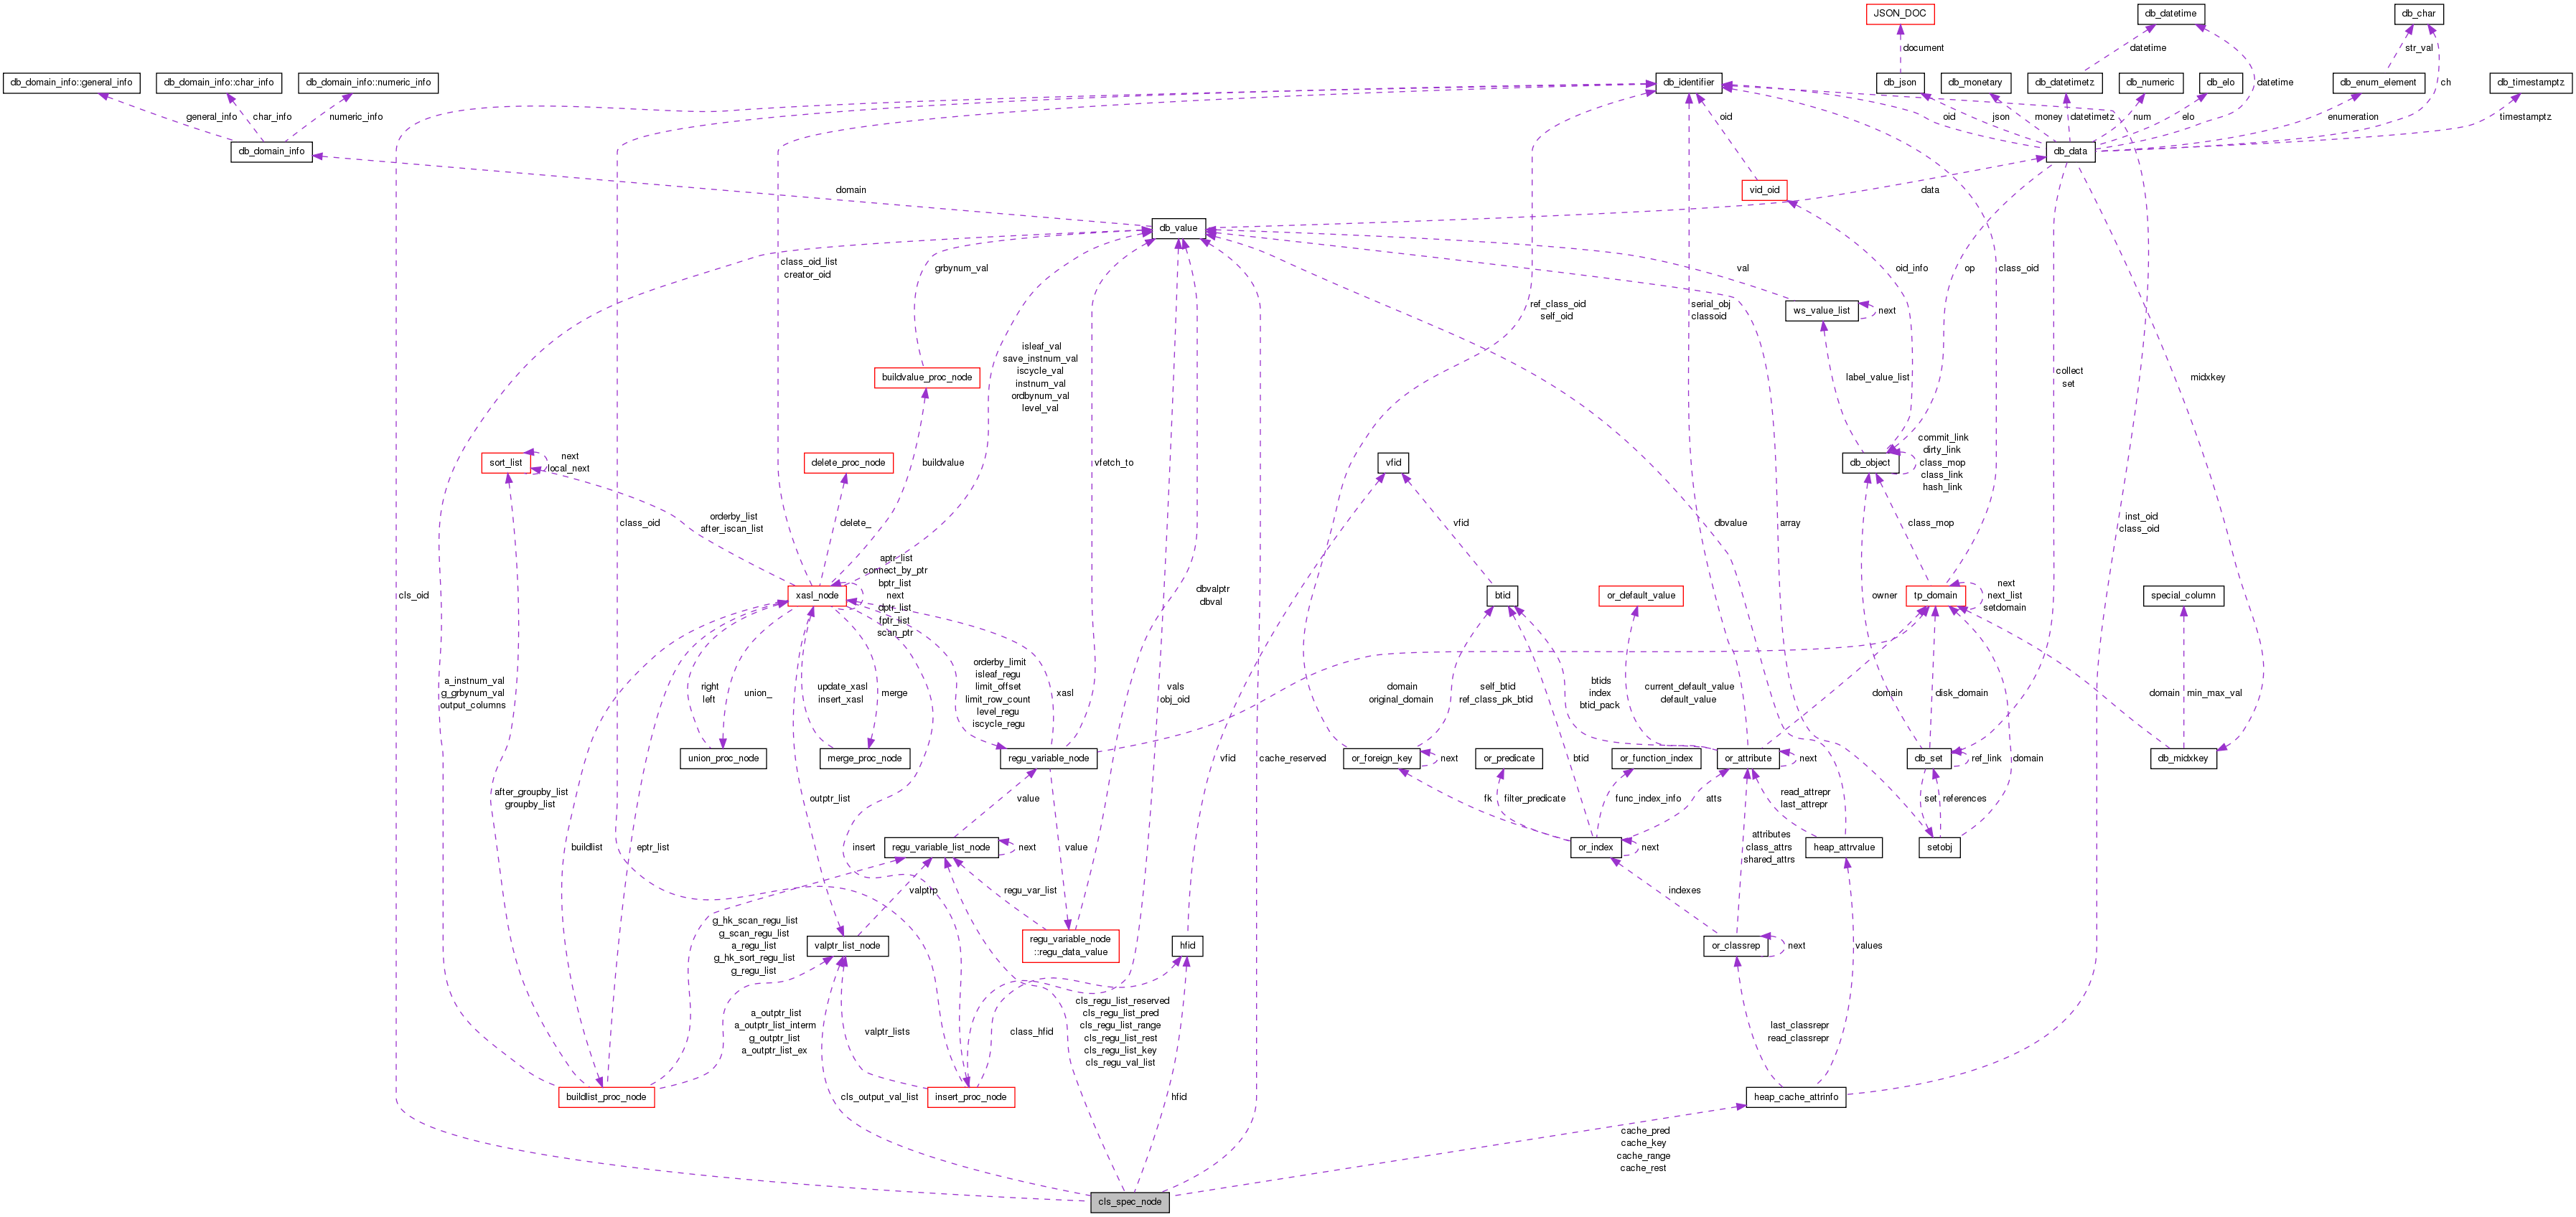 JSON_DOC
db_datetime
db_char
document
datetime
str_val
db_domain_info::general_info
db_domain_info::char_info
db_domain_info::numeric_info
db_identifier
db_json
db_monetary
db_datetimetz
db_numeric
db_elo
db_enum_element
db_timestamptz
datetime
ch
general_info
char_info
numeric_info
oid
oid
json
money
datetimetz
num
elo
enumeration
timestamptz
db_domain_info
db_data
domain
vid_oid
data
db_value
class_oid_list
creator_oid
grbynum_val
val
oid_info
op
class_oid
ref_class_oid
self_oid
serial_obj
classoid
ws_value_list
next
isleaf_val
save_instnum_val
iscycle_val
instnum_val
ordbynum_val
level_val
buildvalue_proc_node
label_value_list
collect
set
midxkey
sort_list
next
local_next
delete_proc_node
buildvalue
vfetch_to
vfid
db_object
commit_link
dirty_link
class_mop
class_link
hash_link
class_oid
orderby_list
after_iscan_list
delete_
vfid
dbvalue
array
class_mop
inst_oid
class_oid
cls_oid
xasl_node
aptr_list
connect_by_ptr
bptr_list
next
dptr_list
fptr_list
scan_ptr
dbvalptr
dbval
btid
or_default_value
owner
tp_domain
next
next_list
setdomain
special_column
a_instnum_val
g_grbynum_val
output_columns
right
left
union_
update_xasl
insert_xasl
merge
orderby_limit
isleaf_regu
limit_offset
limit_row_count
level_regu
iscycle_regu
xasl
vals
obj_oid
domain
original_domain
self_btid
ref_class_pk_btid
btids
index
btid_pack
current_default_value
default_value
domain
disk_domain
domain
min_max_val
union_proc_node
merge_proc_node
regu_variable_node
vfid
cache_reserved
or_foreign_key
next
or_predicate
btid
or_function_index
or_attribute
next
db_set
ref_link
domain
db_midxkey
after_groupby_list
groupby_list
outptr_list
value
fk
filter_predicate
func_index_info
atts
read_attrepr
last_attrepr
set
references
buildlist
eptr_list
insert
regu_variable_list_node
next
value
or_index
next
attributes
class_attrs
shared_attrs
heap_attrvalue
setobj
valptrp
regu_var_list
indexes
g_hk_scan_regu_list
g_scan_regu_list
a_regu_list
g_hk_sort_regu_list
g_regu_list
valptr_list_node
regu_variable_node
::regu_data_value
hfid
or_classrep
next
values
a_outptr_list
a_outptr_list_interm
g_outptr_list
a_outptr_list_ex
valptr_lists
class_hfid
cls_regu_list_reserved
cls_regu_list_pred
cls_regu_list_range
cls_regu_list_rest
cls_regu_list_key
cls_regu_val_list
last_classrepr
read_classrepr
buildlist_proc_node
cls_output_val_list
insert_proc_node
hfid
heap_cache_attrinfo
cache_pred
cache_key
cache_range
cache_rest
cls_spec_node